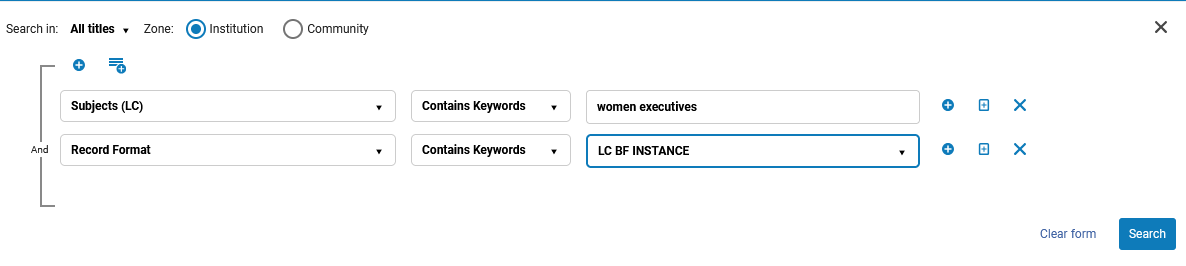 Search in: All titles Zone: Institution Community
Subjects (LC) Contains Keywords women executives
And
Record Format Contains Keywords LC BF INSTANCE
Clear form Search